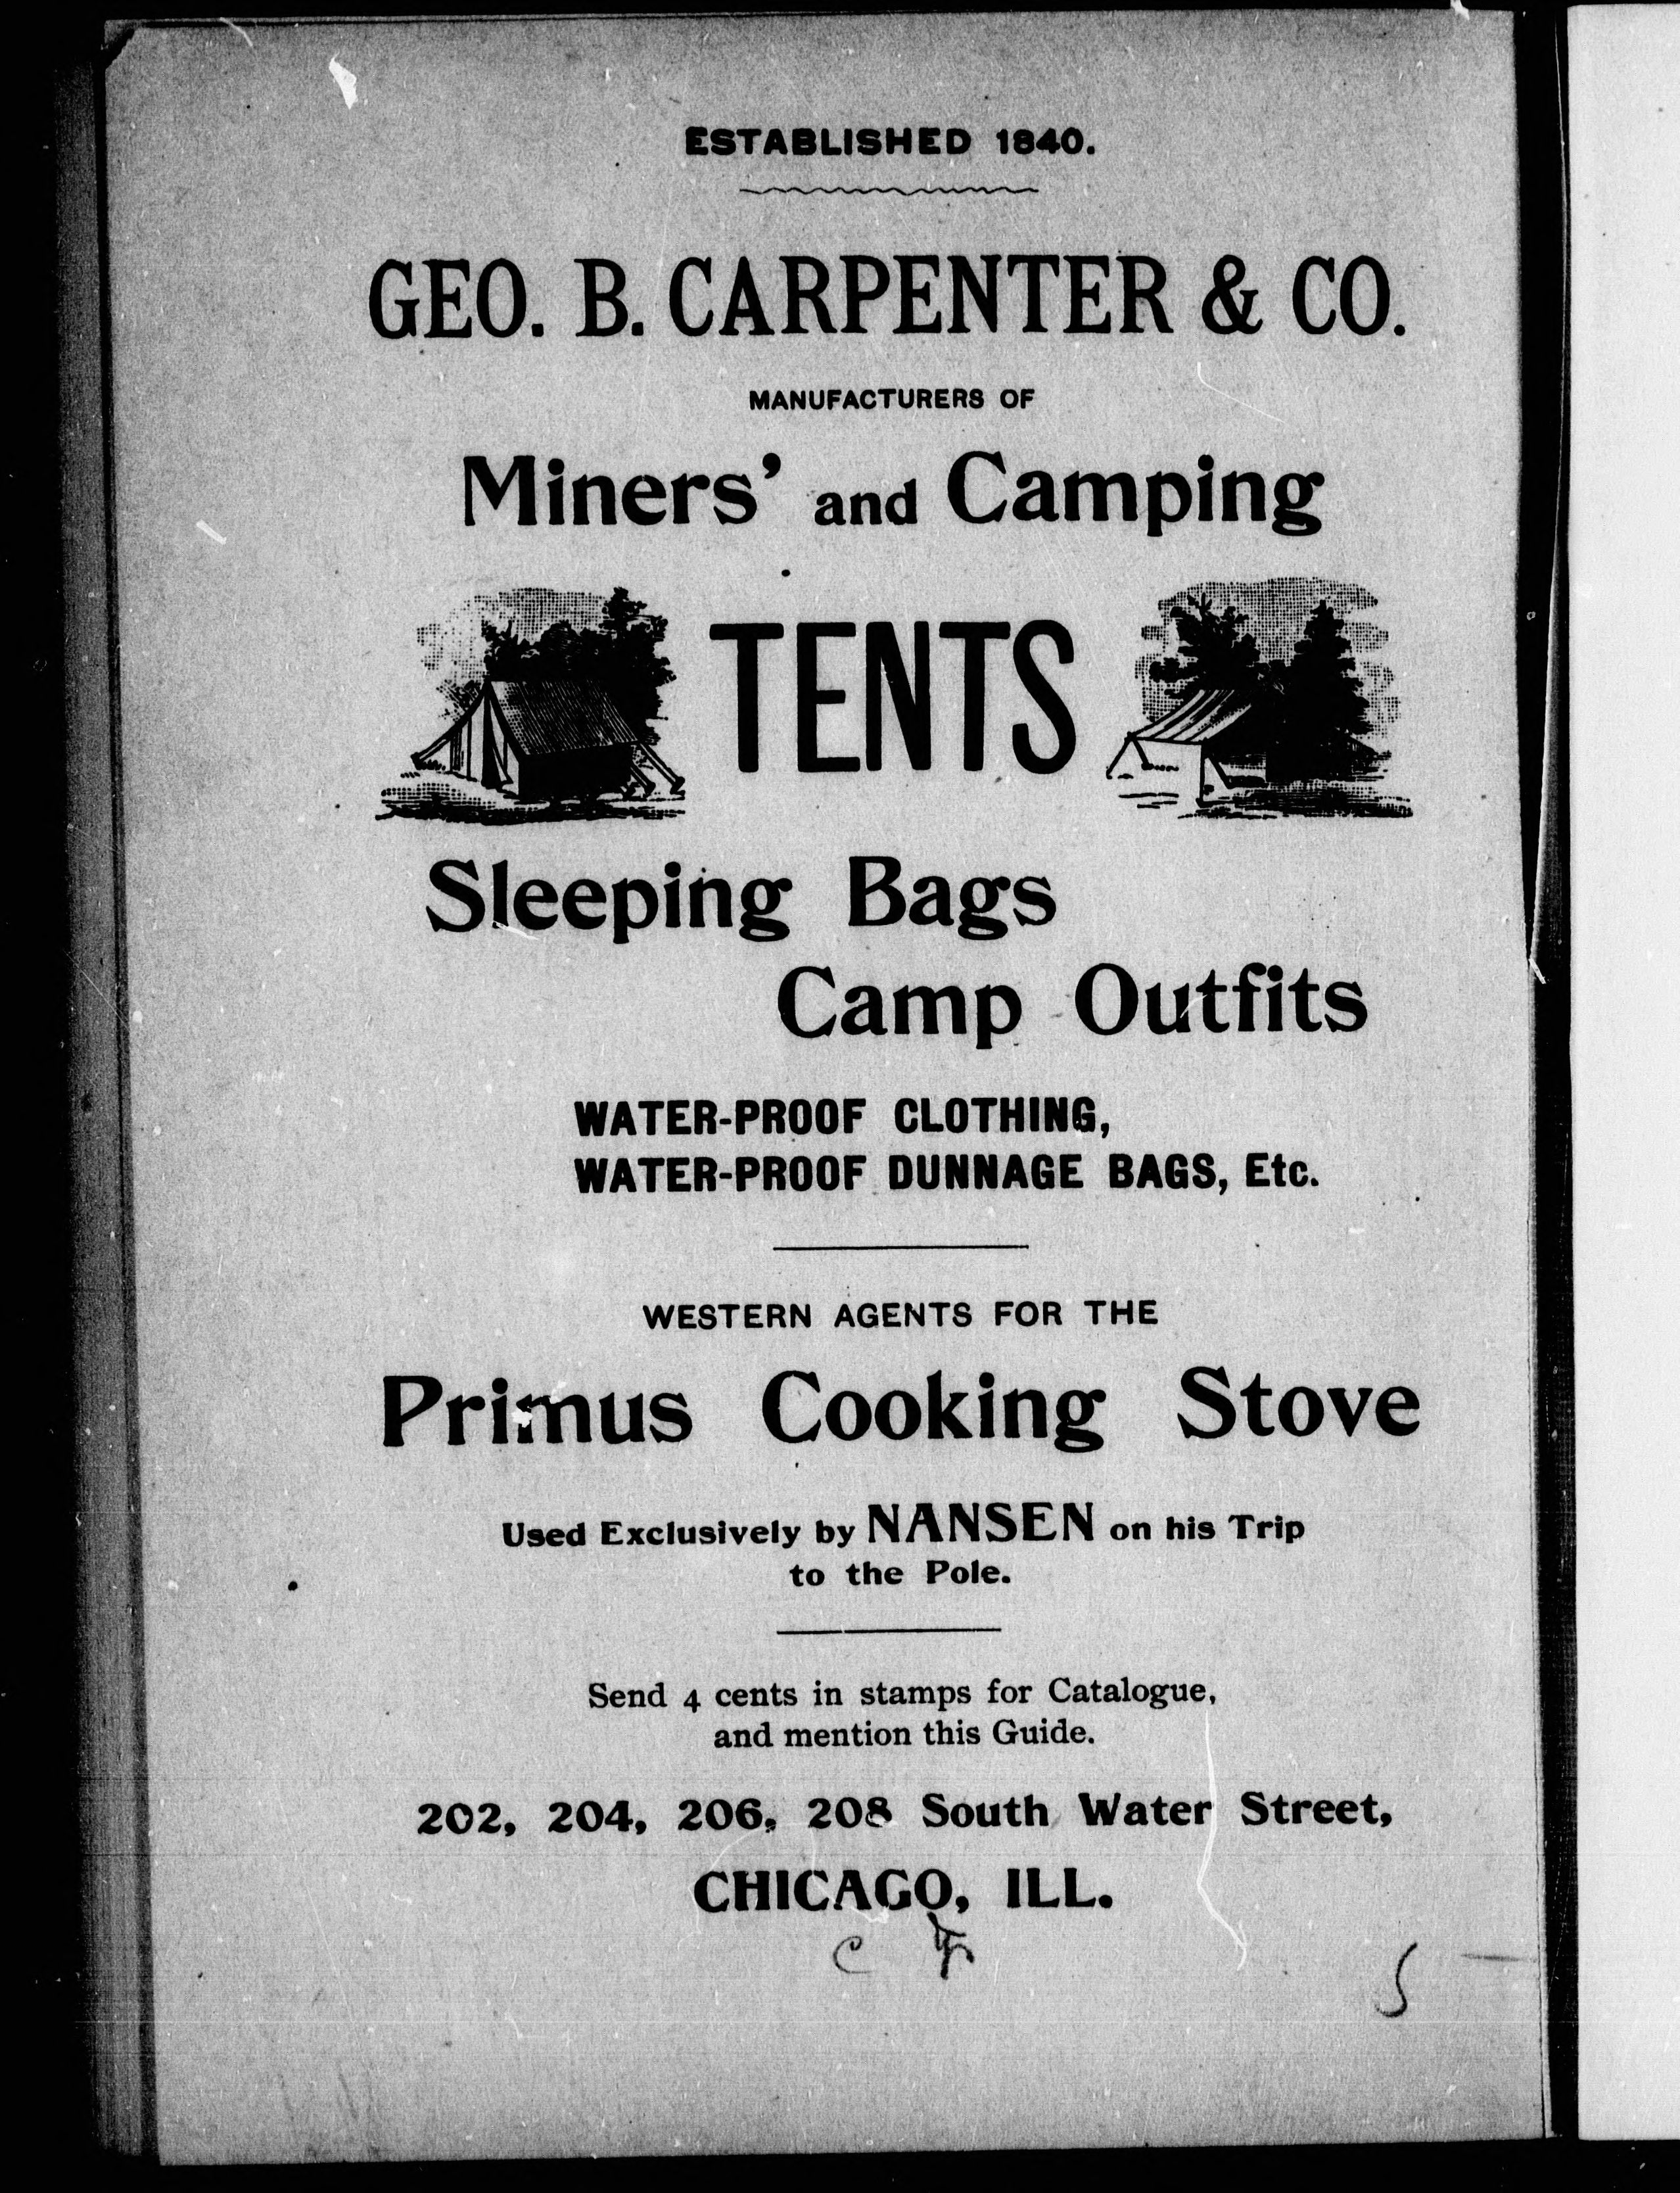 ESTABLISHED 1840.
GEO. B. CARPENTER & CO.
MANUFACTURERS OF
Miners' and Camping
TENTS
Sleeping Bags
Camp Outfits
WATER-PROOF CLOTHING,
WATER-PROOF DUNNAGE BAGS, Etc.
WESTERN AGENTS FOR THE
Primus Cooking Stove
Used Exclusively by NANSEN on his Trip
to the Pole.
Send 4 cents in stamps for Catalogue,
and mention this Guide.
202, 204, 206, 208 South Water Street,
CHICAGO, ILL.